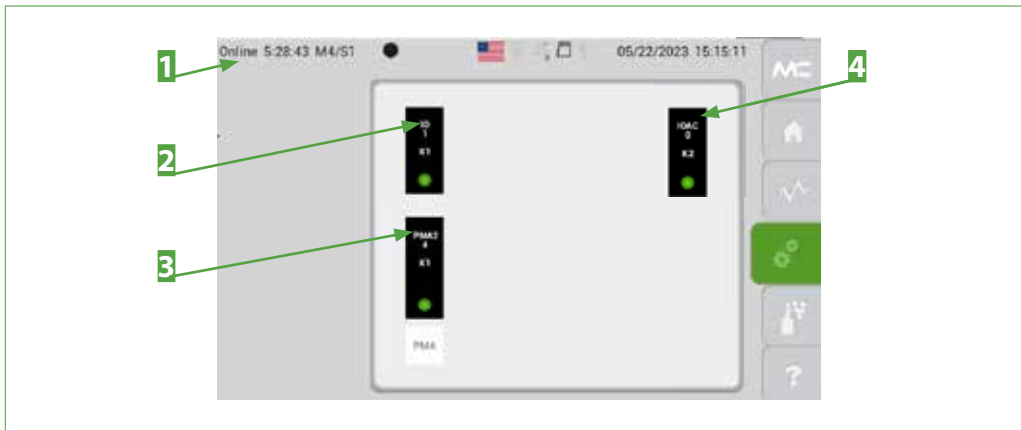 1
Online 5:28:43 M4/S1
05/22/2023 15:15:11
MC
4
2
IO
1
K1
IOAC
0
K2
3
PMA2
4
K1
PMA
?